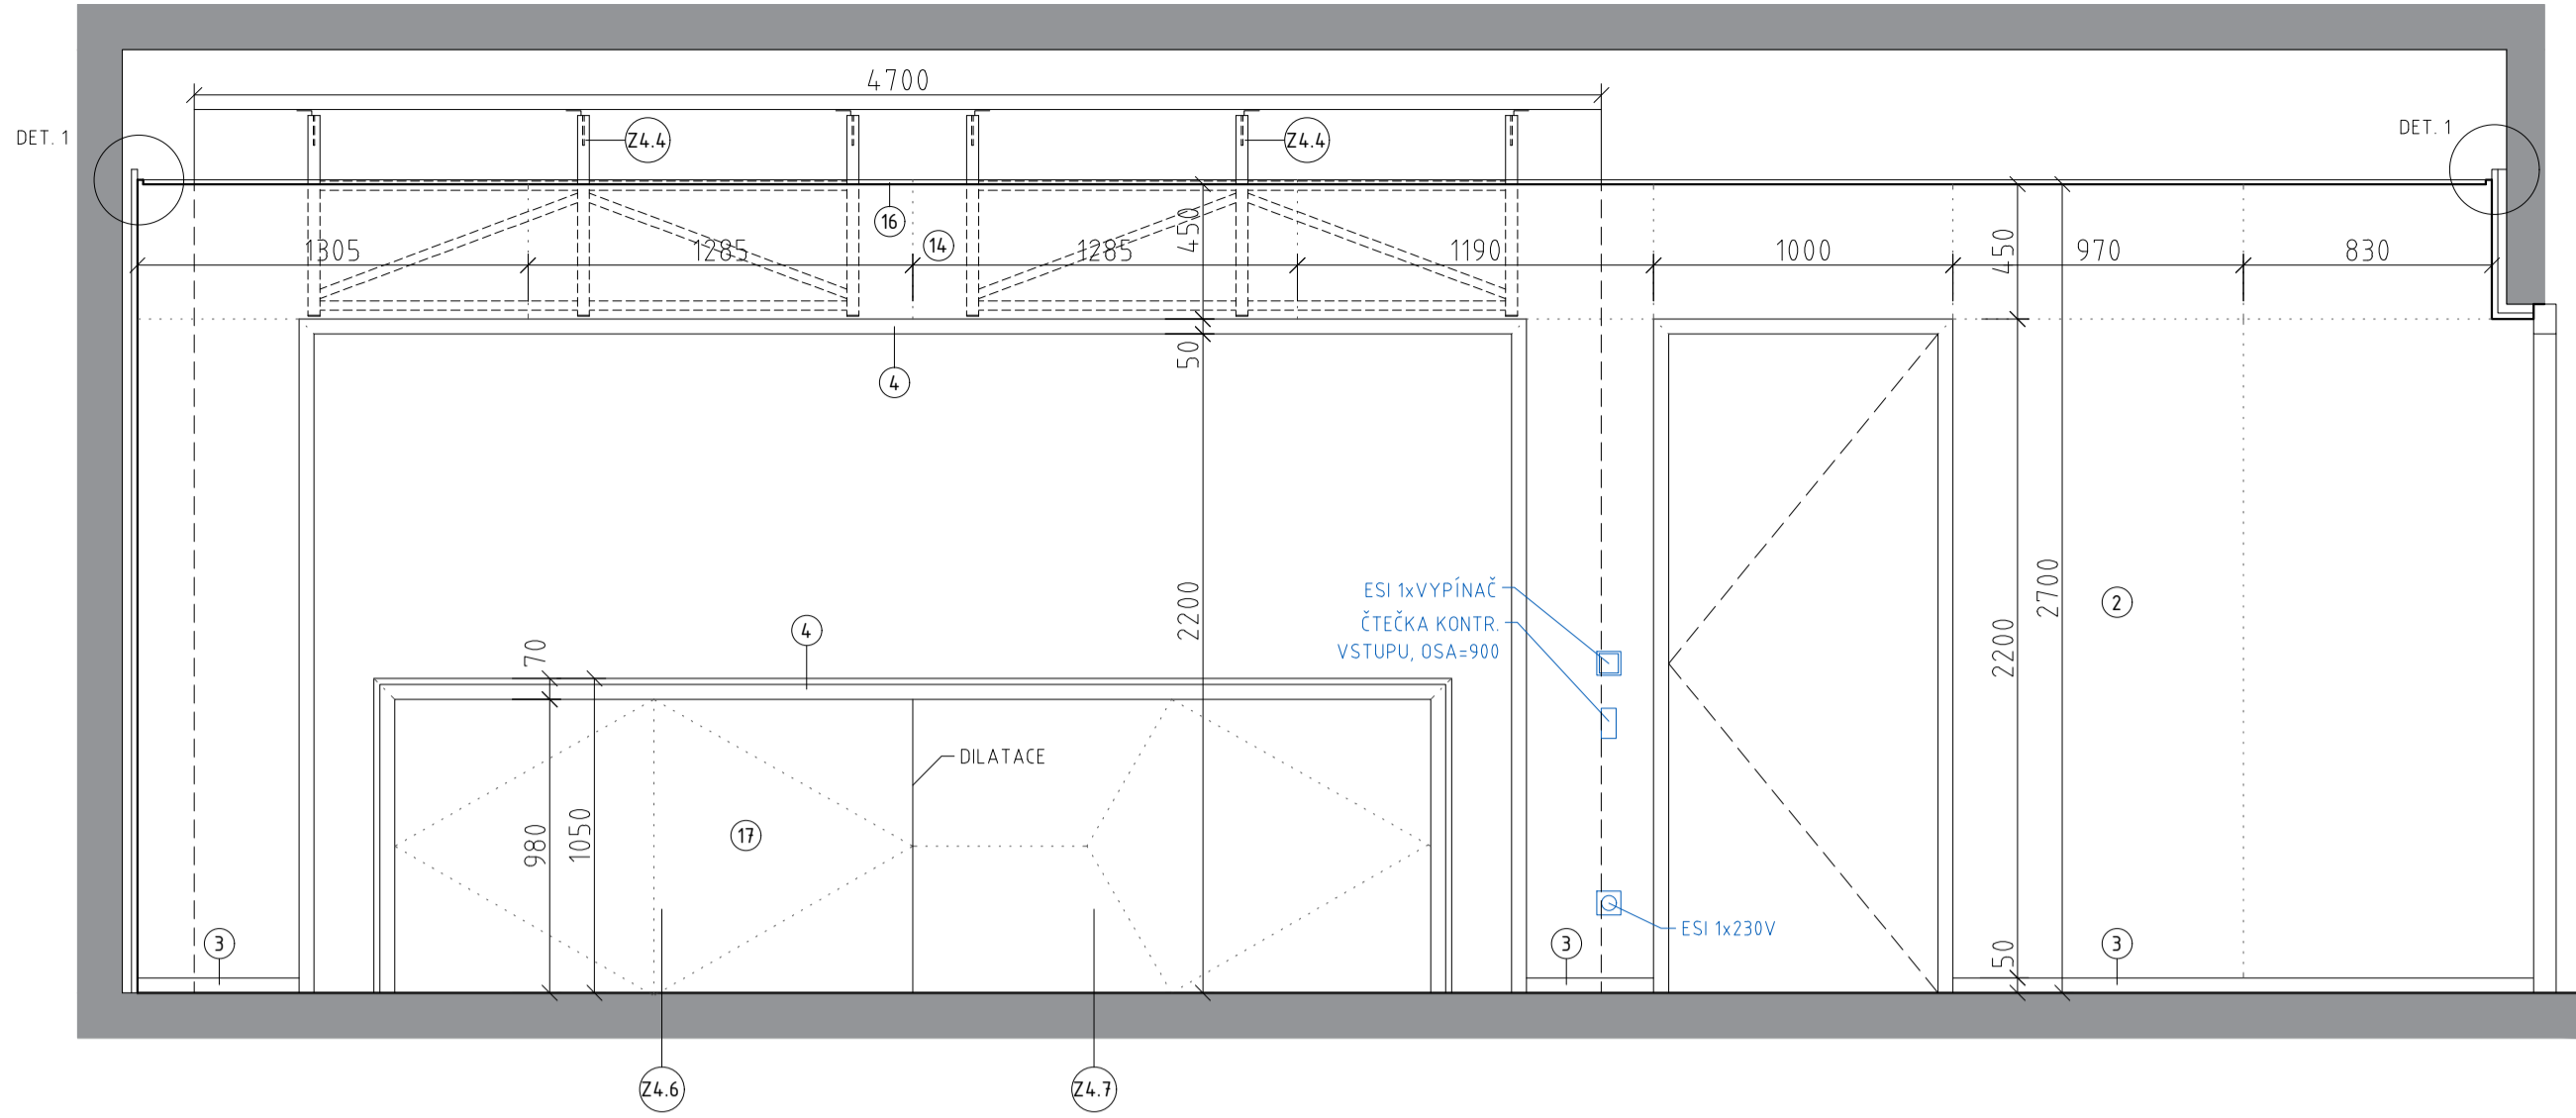 4700
DET. 1
DET. 1
Z4.4
Z4.4
16
14
1305
1285
1285
450
1190
1000
450
970
830
50
4
ESI 1xVYPÍNAČ
ČTEČKA KONTR.
VSTUPU, OSA=900
2200
2700
2
2200
4
70
DILATACE
17
980
1050
ESI 1x230V
3
3
50
3
Z4.6
Z4.7